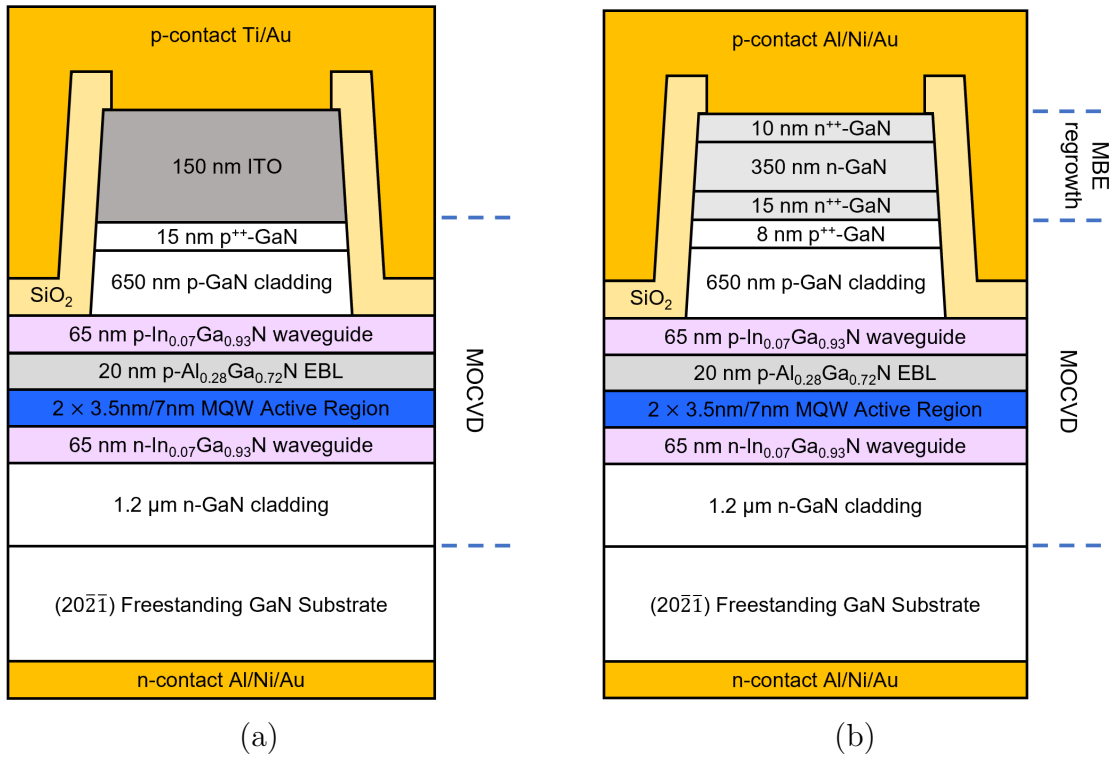 p-contact Ti/Au
150 nm ITO
15 nm p⁺⁺-GaN
650 nm p-GaN cladding
SiO₂
65 nm p-In₀.₀₇Ga₀.₉₃N waveguide
20 nm p-Al₀.₂₈Ga₀.₇₂N EBL
2 × 3.5nm/7nm MQW Active Region
65 nm n-In₀.₀₇Ga₀.₉₃N waveguide
1.2 μm n-GaN cladding
(202̅1̅) Freestanding GaN Substrate
n-contact Al/Ni/Au
MOCVD
(a)
p-contact Al/Ni/Au
10 nm n⁺⁺-GaN
350 nm n-GaN
15 nm n⁺⁺-GaN
8 nm p⁺⁺-GaN
650 nm p-GaN cladding
SiO₂
65 nm p-In₀.₀₇Ga₀.₉₃N waveguide
20 nm p-Al₀.₂₈Ga₀.₇₂N EBL
2 × 3.5nm/7nm MQW Active Region
65 nm n-In₀.₀₇Ga₀.₉₃N waveguide
1.2 μm n-GaN cladding
(202̅1̅) Freestanding GaN Substrate
n-contact Al/Ni/Au
MBE
regrowth
MOCVD
(b)